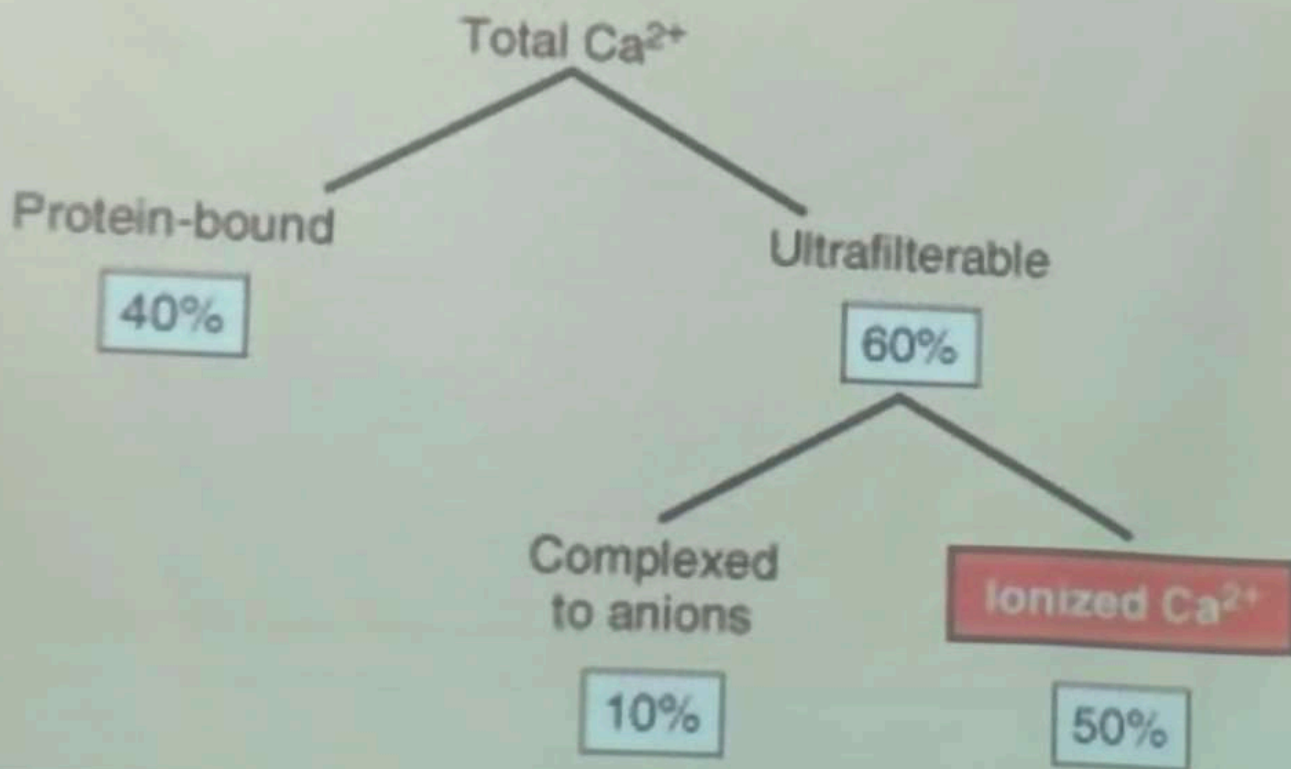 Total Ca²⁺
Protein-bound
40%
Ultrafilterable
60%
Complexed
to anions
10%
Ionized Ca²⁺
50%